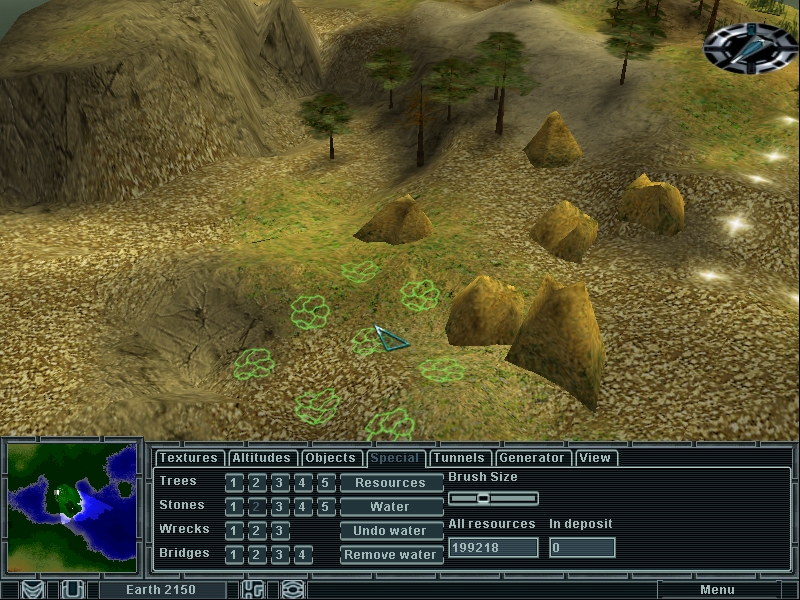 Textures Altitudes Objects Special Tunnels Generator View
Trees 1 2 3 4 5 Resources Brush Size
Stones 1 2 3 4 5 Water
Wrecks 1 2 3 Undo water All resources In deposit
Bridges 1 2 3 4 Remove water 199218 0
Earth 2150 Menu